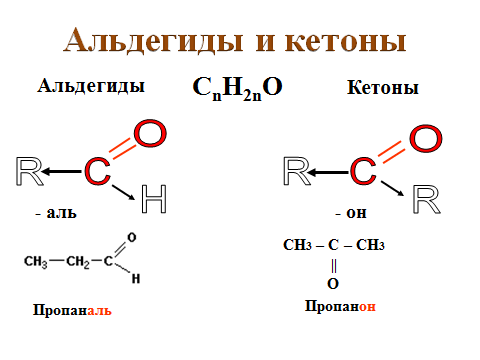 Альдегиды и кетоны
Альдегиды CnH2nO Кетоны
O O
R C R C
H R
- аль - он
O
CH3 – CH2 – C
H
CH3 – C – CH3
||
O
Пропаналь Пропанон